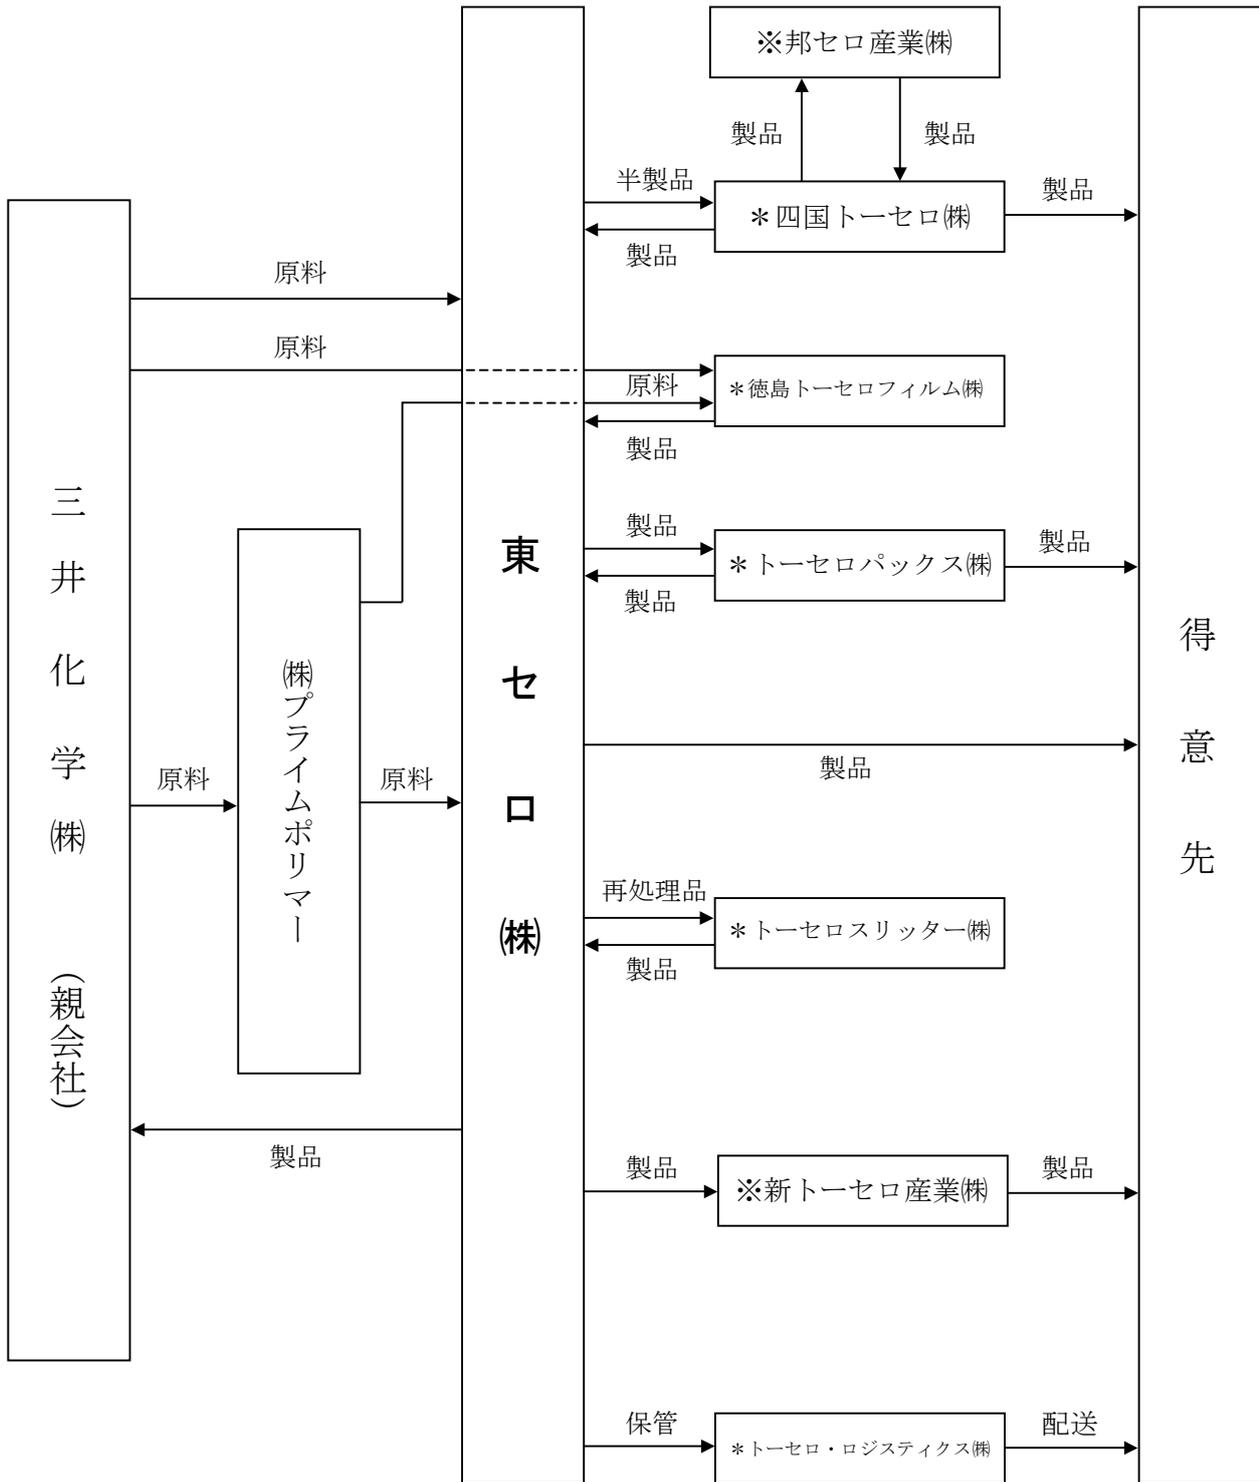 ※邦セロ産業㈱
製品
製品
半製品
＊四国トーセロ㈱
製品
製品
原料
原料
＊徳島トーセロフィルム㈱
原料
製品
三井化学㈱（親会社）
㈱プライムポリマー
東セロ㈱
得意先
製品
＊トーセロパックス㈱
製品
製品
製品
原料
原料
再処理品
＊トーセロスリッター㈱
製品
製品
製品
※新トーセロ産業㈱
製品
保管
＊トーセロ・ロジスティクス㈱
配送